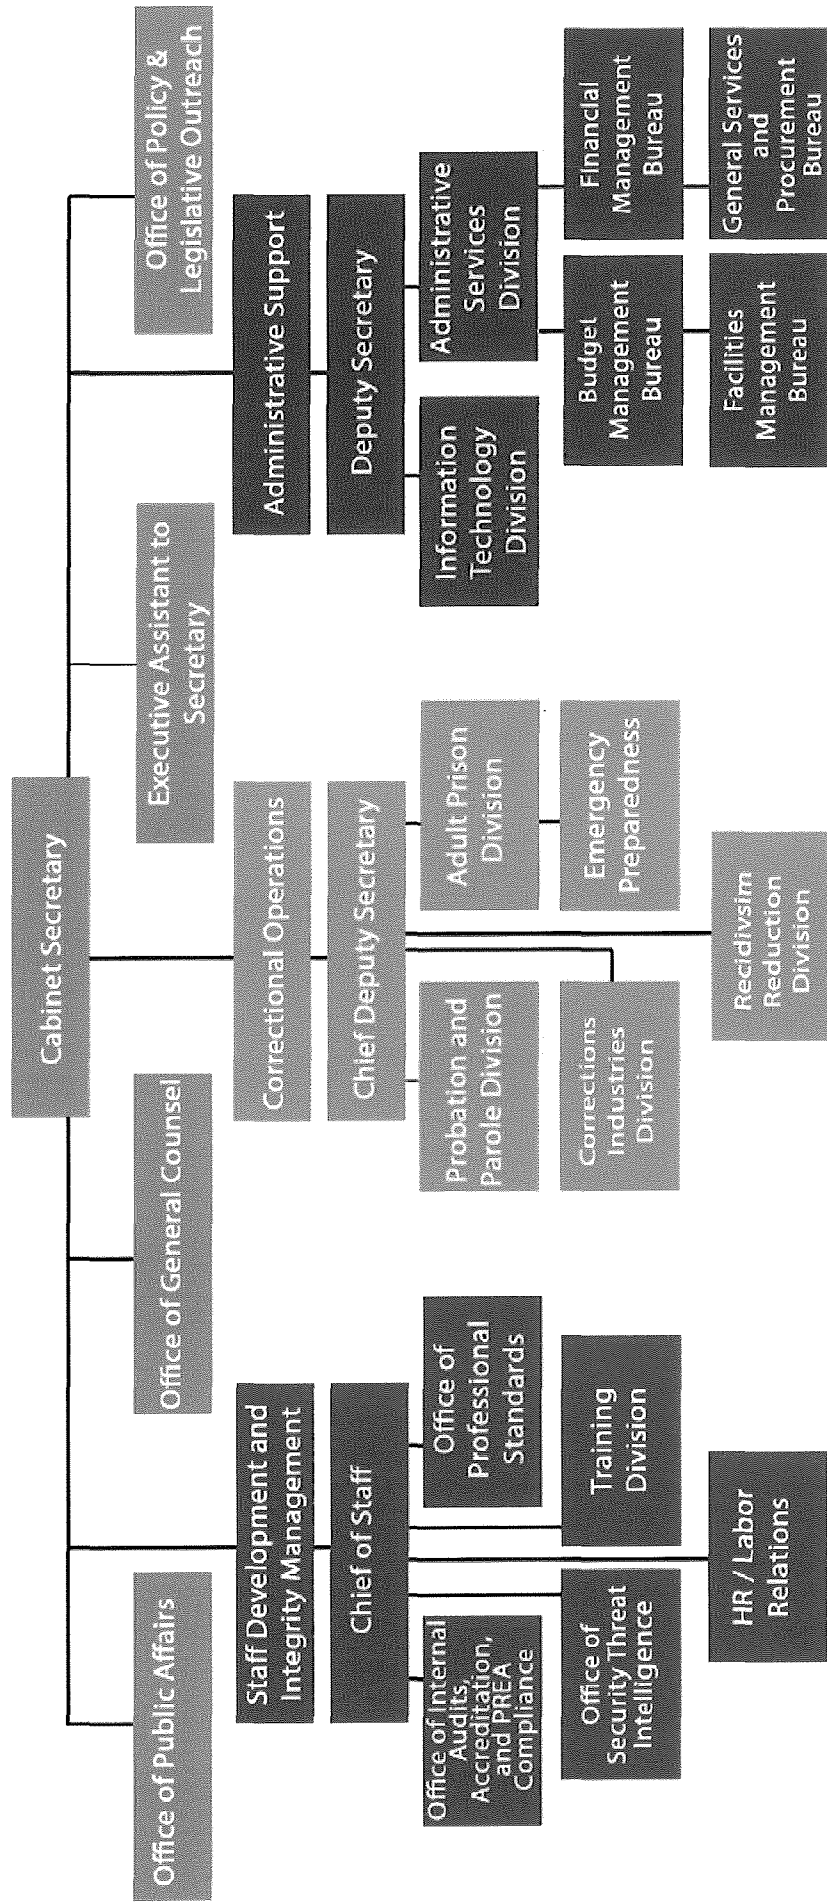 Cabinet Secretary
Office of Public Affairs
Office of General Counsel
Executive Assistant to
Secretary
Office of Policy &
Legislative Outreach
Staff Development and
Integrity Management
Chief of Staff
Office of Internal
Audits,
Accreditation,
and PREA
Compliance
Office of
Professional
Standards
Office of
Security Threat
Intelligence
Training
Division
HR / Labor
Relations
Correctional Operations
Chief Deputy Secretary
Probation and
Parole Division
Adult Prison
Division
Corrections
Industries
Division
Emergency
Preparedness
Recidivsim
Reduction
Division
Administrative Support
Deputy Secretary
Information
Technology
Division
Administrative
Services
Division
Budget
Management
Bureau
Financial
Management
Bureau
Facilities
Management
Bureau
General Services
and
Procurement
Bureau